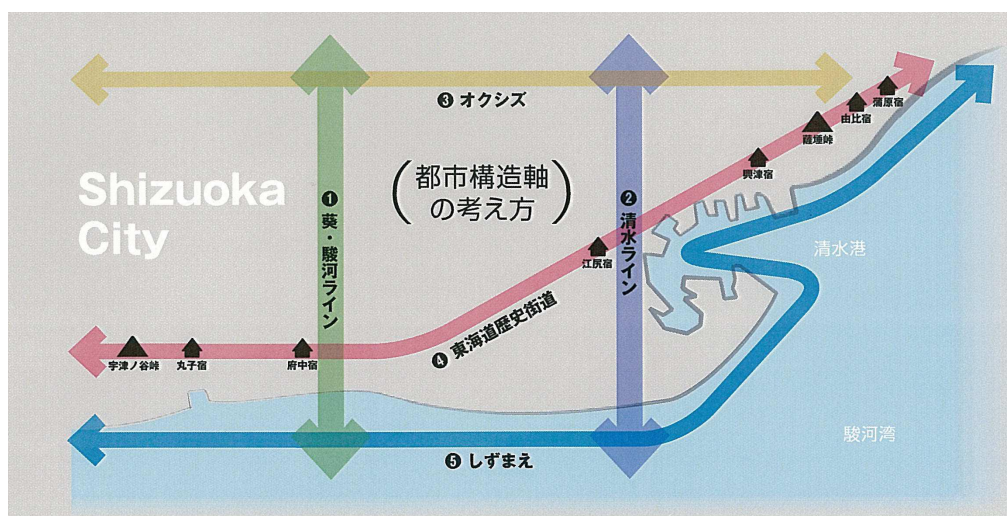 Shizuoka
City
❸ オクシズ
(都市構造軸
の考え方)
❶ 葵・駿河ライン
❷ 清水ライン
蒲原宿
由比宿
薩埵峠
興津宿
江尻宿
清水港
❹ 東海道歴史街道
宇津ノ谷峠
丸子宿
府中宿
駿河湾
❺ しずまえ